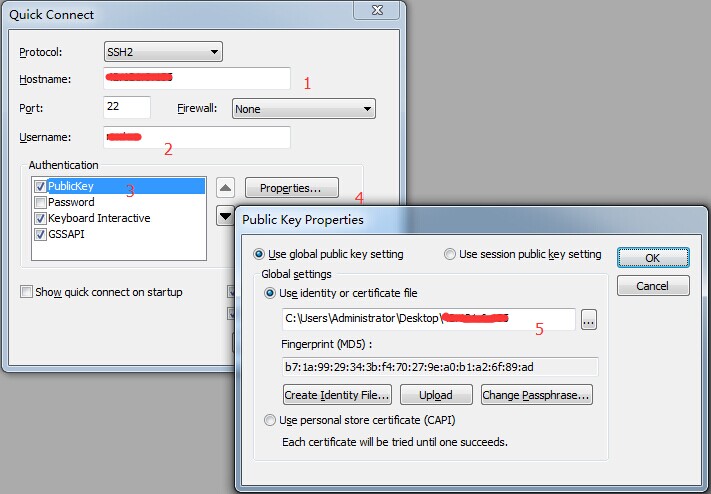 Quick Connect
Protocol:
SSH2
Hostname:
1
Port:
22
Firewall:
None
Username:
2
Authentication
PublicKey
3
Password
Keyboard Interactive
GSSAPI
Properties...
4
Show quick connect on startup
Public Key Properties
Use global public key setting
Use session public key setting
OK
Cancel
Global settings
Use identity or certificate file
C:\Users\Administrator\Desktop\
5
...
Fingerprint (MD5) :
b7:1a:99:29:34:3b:f4:70:27:9e:a0:b1:a2:6f:89:ad
Create Identity File...
Upload
Change Passphrase...
Use personal store certificate (CAPI)
Each certificate will be tried until one succeeds.